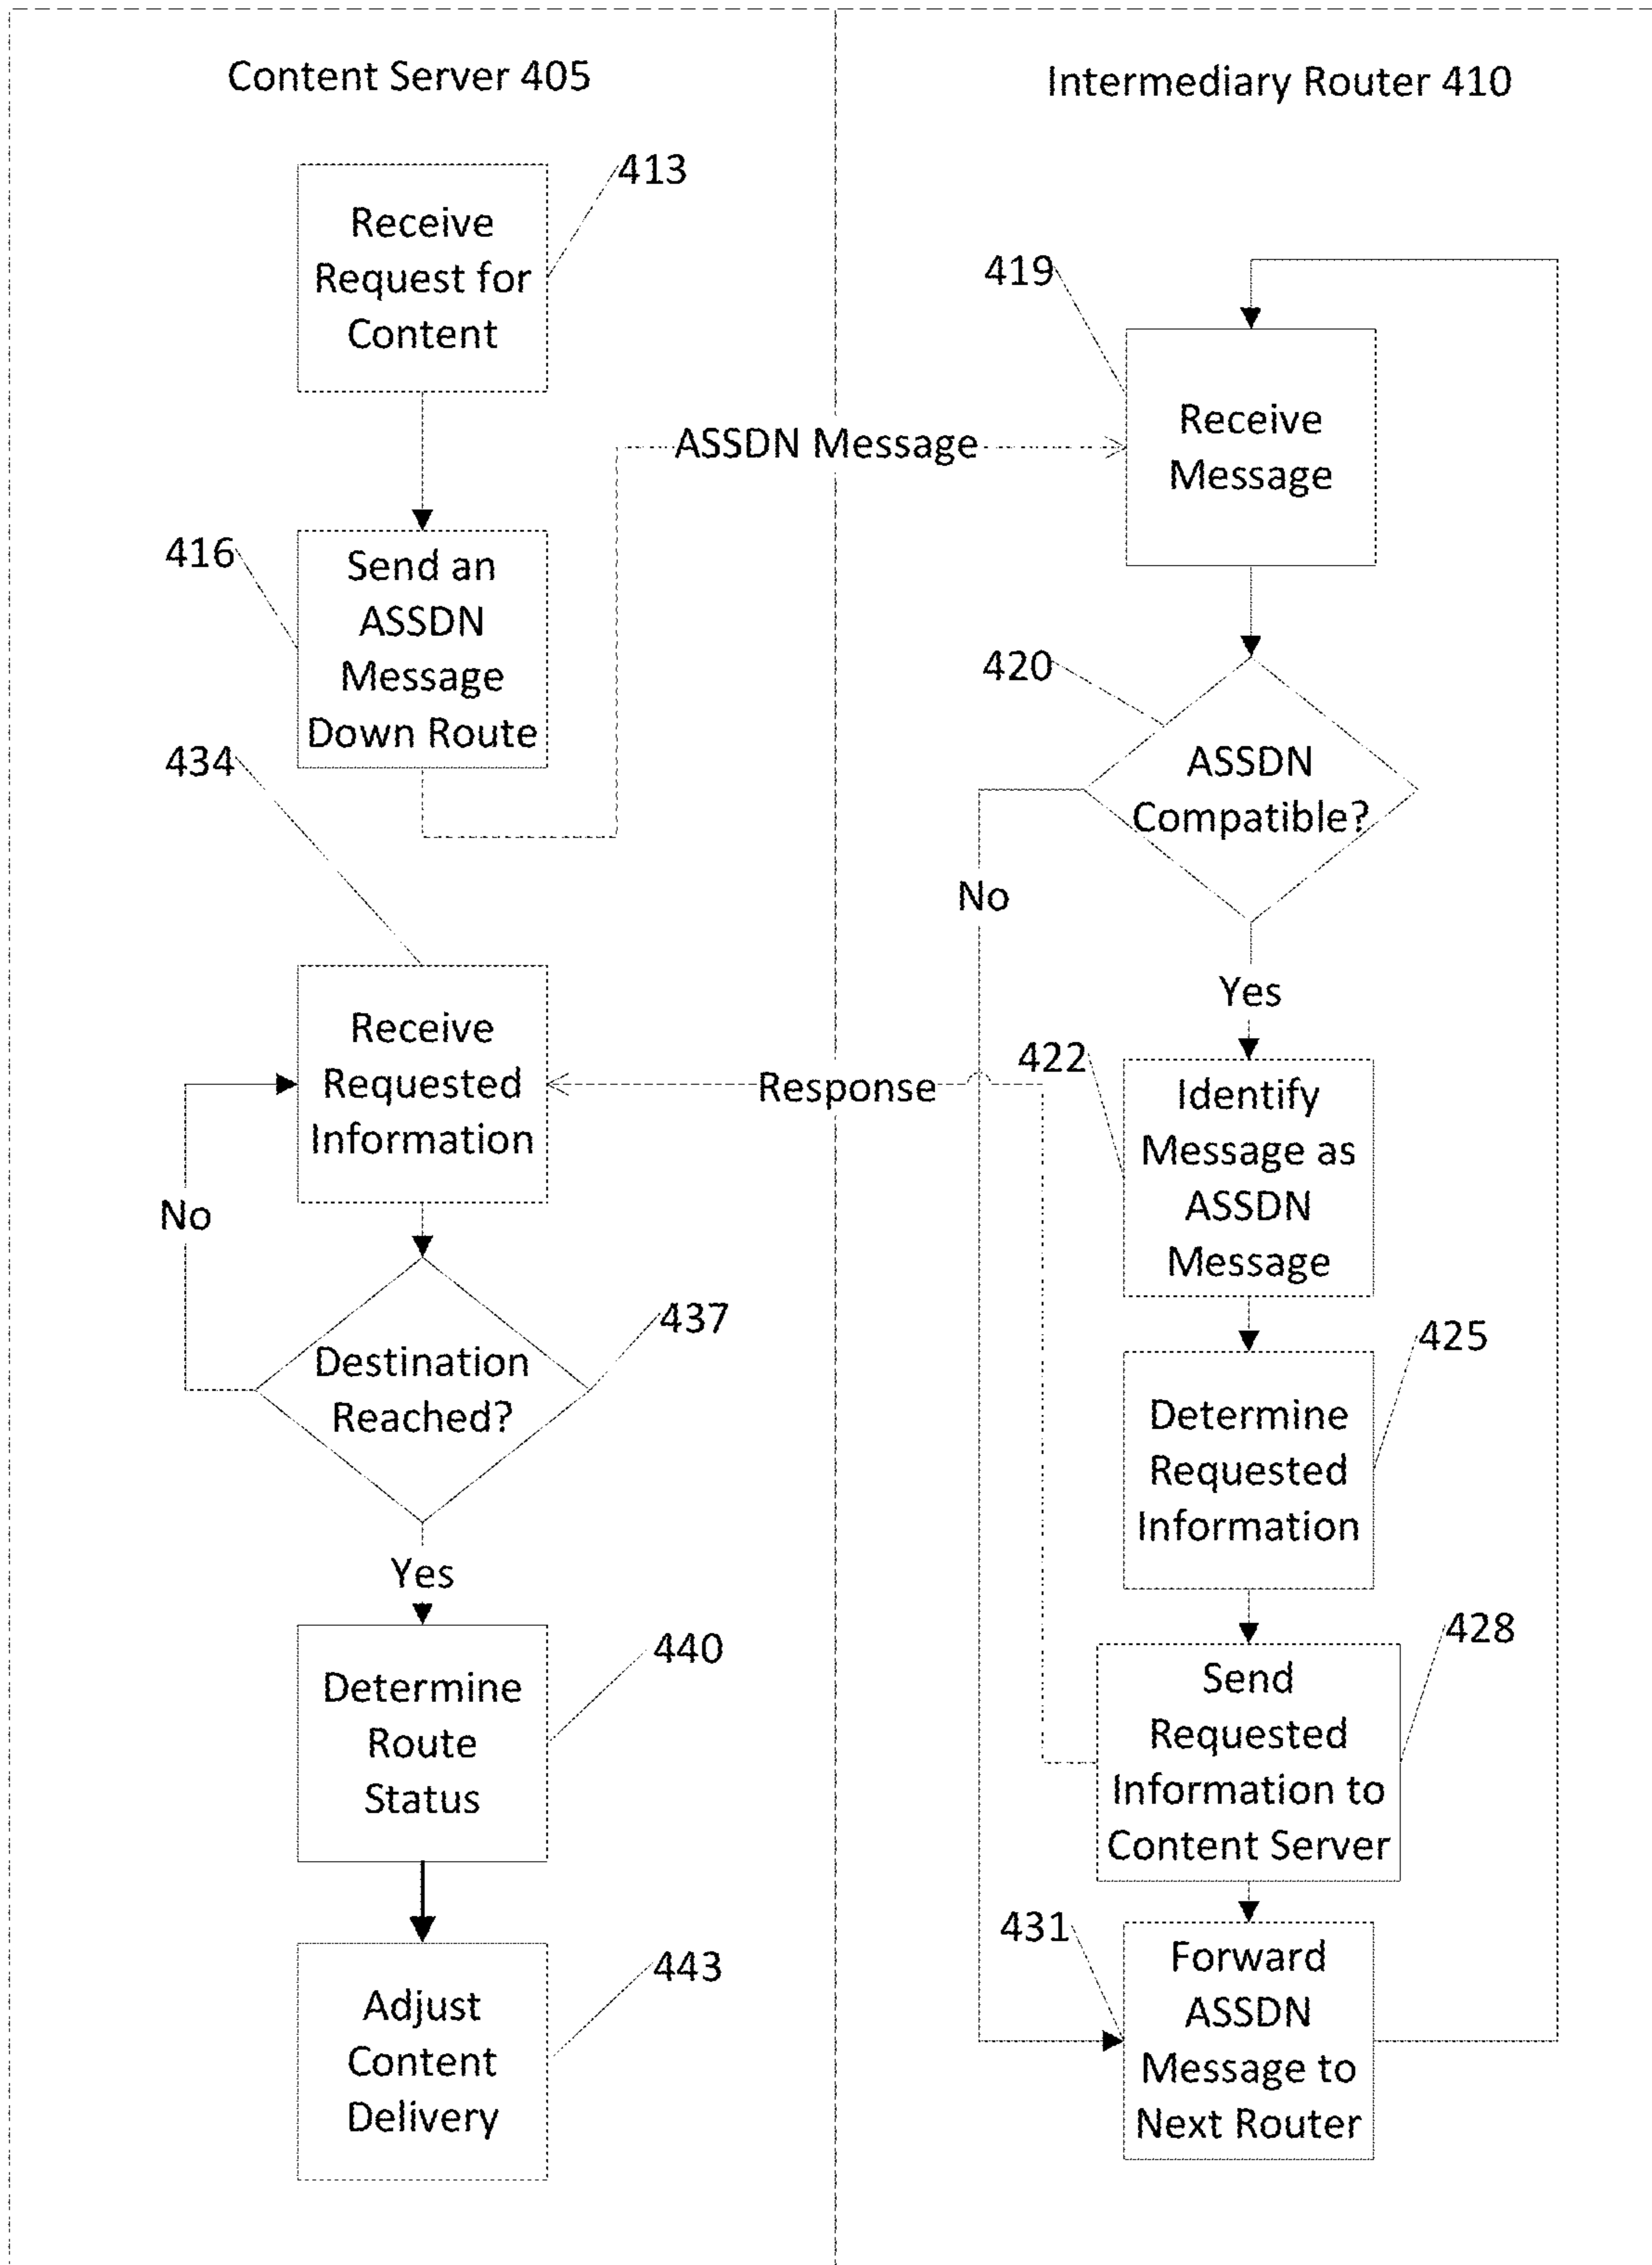 Content Server 405
413
Receive
Request for
Content
416
Send an
ASSDN
Message
Down Route
434
Receive
Requested
Information
No
437
Destination
Reached?
Yes
440
Determine
Route
Status
443
Adjust
Content
Delivery
ASSDN Message
Response
Intermediary Router 410
419
Receive
Message
420
ASSDN
Compatible?
No
Yes
422
Identify
Message as
ASSDN
Message
425
Determine
Requested
Information
428
Send
Requested
Information to
Content Server
431
Forward
ASSDN
Message to
Next Router